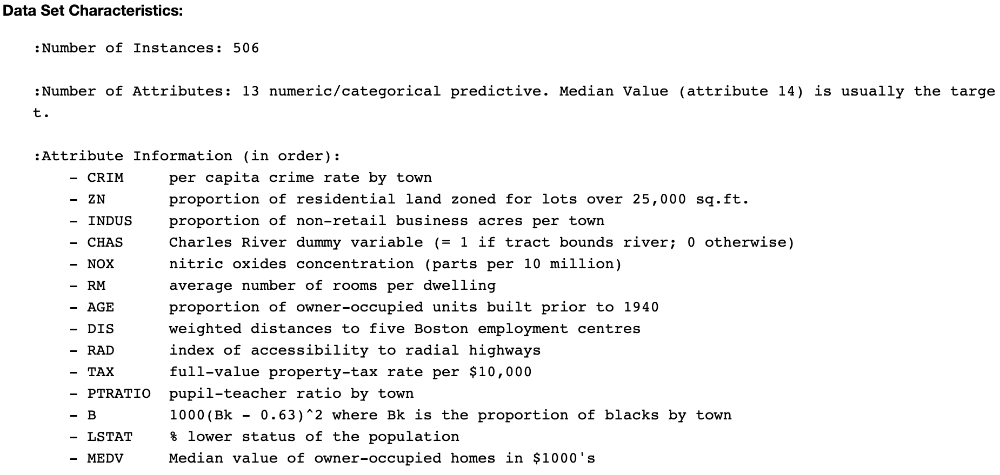 Data Set Characteristics:
:Number of Instances: 506
:Number of Attributes: 13 numeric/categorical predictive. Median Value (attribute 14) is usually the targe
t.
:Attribute Information (in order):
- CRIM     per capita crime rate by town
- ZN       proportion of residential land zoned for lots over 25,000 sq.ft.
- INDUS    proportion of non-retail business acres per town
- CHAS     Charles River dummy variable (= 1 if tract bounds river; 0 otherwise)
- NOX      nitric oxides concentration (parts per 10 million)
- RM       average number of rooms per dwelling
- AGE      proportion of owner-occupied units built prior to 1940
- DIS      weighted distances to five Boston employment centres
- RAD      index of accessibility to radial highways
- TAX      full-value property-tax rate per $10,000
- PTRATIO  pupil-teacher ratio by town
- B        1000(Bk - 0.63)^2 where Bk is the proportion of blacks by town
- LSTAT    % lower status of the population
- MEDV     Median value of owner-occupied homes in $1000's